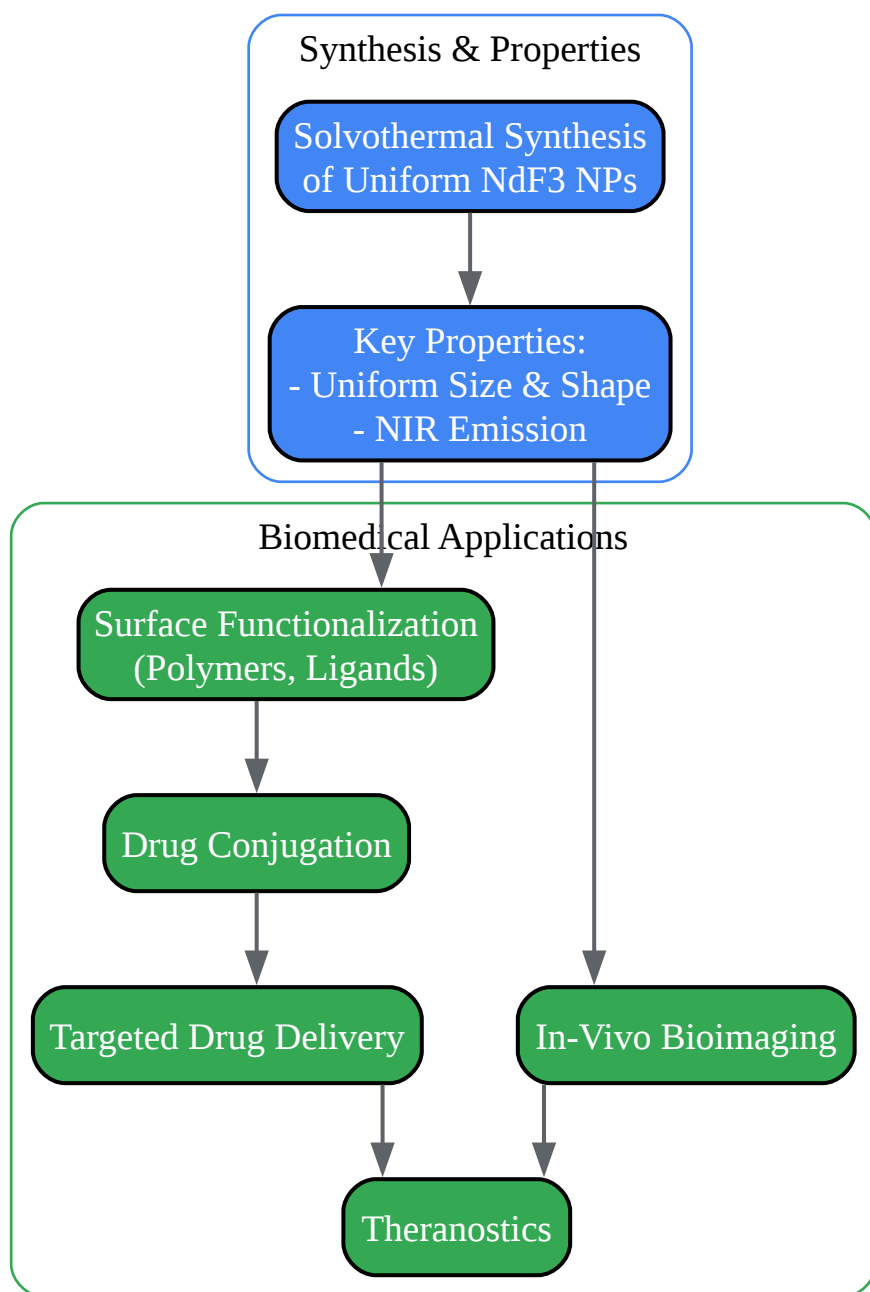 Synthesis & Properties
Solvothermal Synthesis
of Uniform NdF3 NPs
Key Properties:
- Uniform Size & Shape
- NIR Emission
Biomedical Applications
Surface Functionalization
(Polymers, Ligands)
Drug Conjugation
Targeted Drug Delivery
In-Vivo Bioimaging
Theranostics